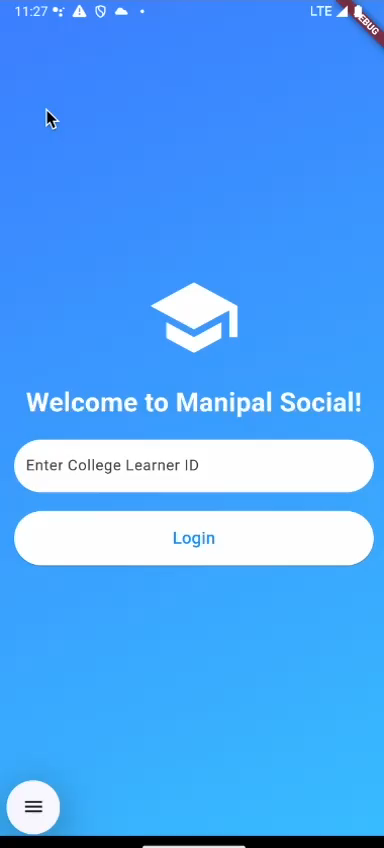 11:27
LTE
DEBUG
Welcome to Manipal Social!
Enter College Learner ID
Login